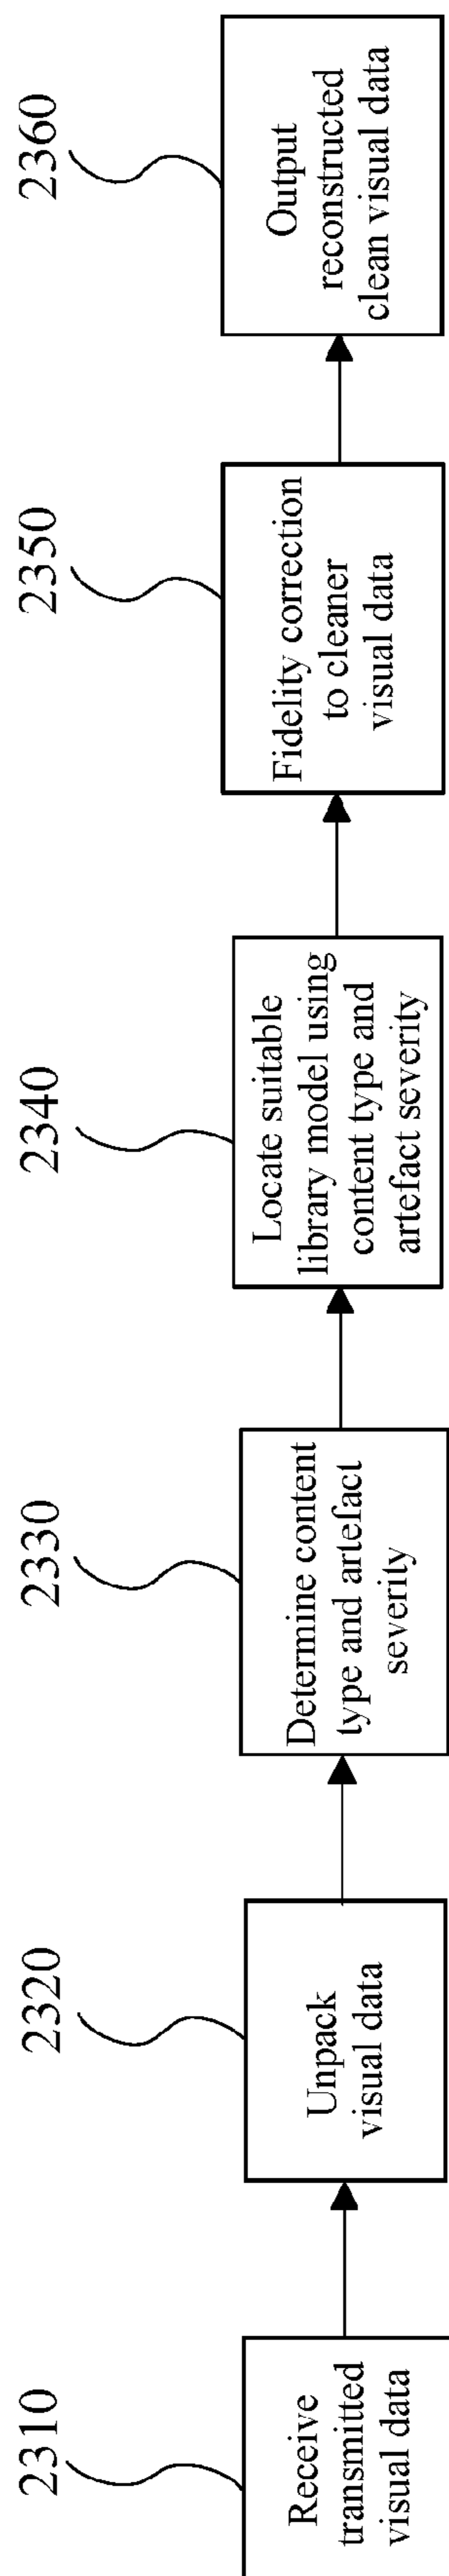 2310
Receive
transmitted
visual data
2320
Unpack
visual data
2330
Determine content
type and artefact
severity
2340
Locate suitable
library model using
content type and
artefact severity
2350
Fidelity correction
to cleaner
visual data
2360
Output
reconstructed
clean visual data